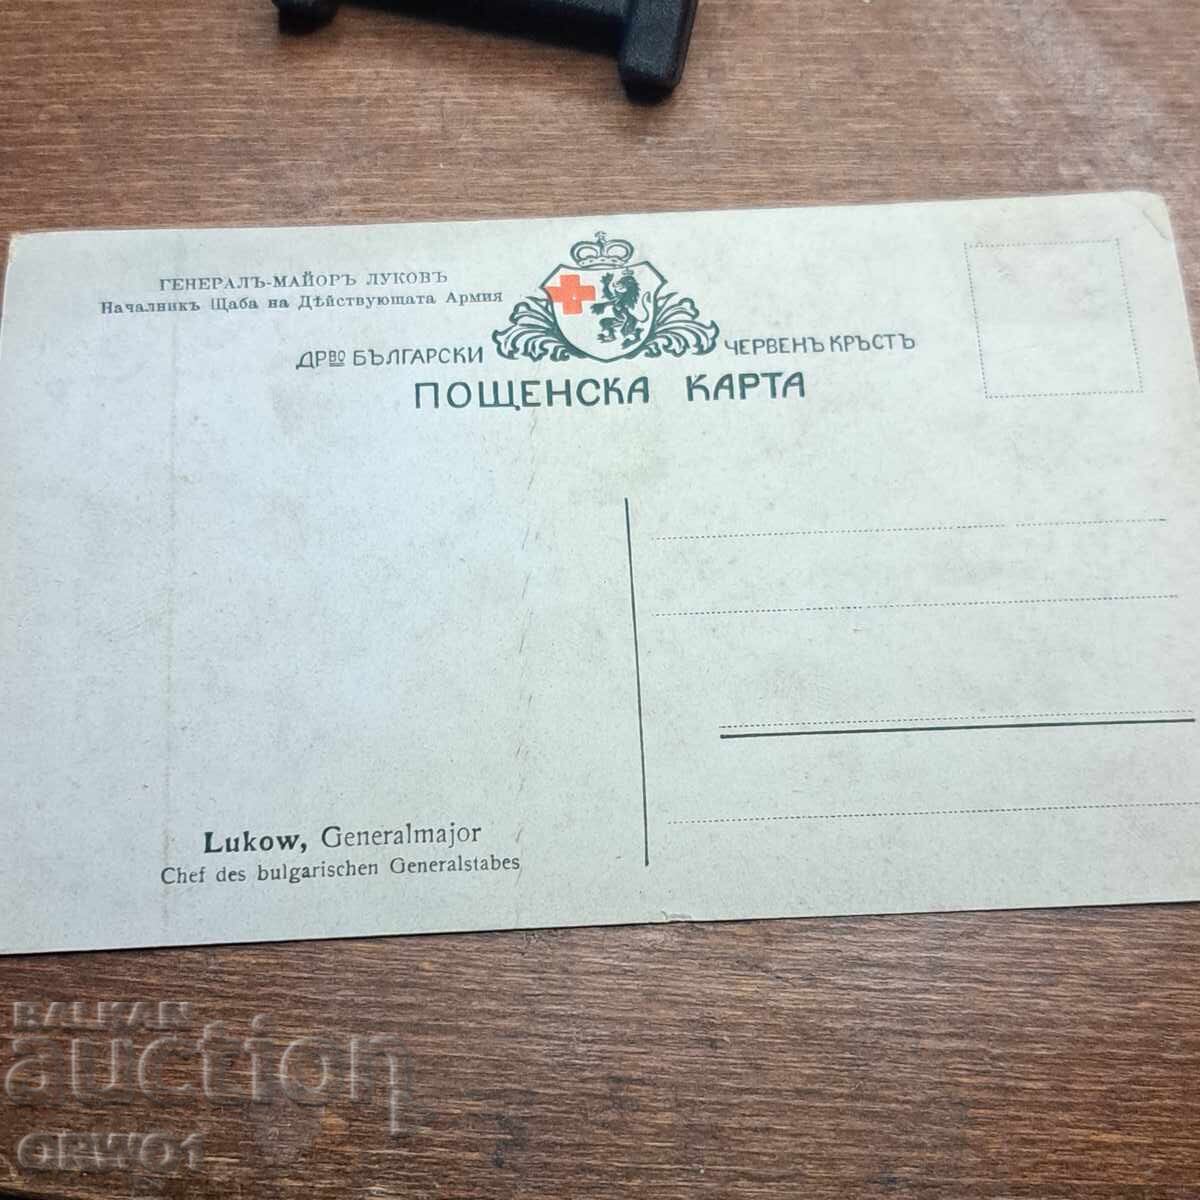 ГЕНЕРАЛЪ-МАЙОРЪ ЛУКОВЪ
Началникъ Щаба на Дѣйствующата Армия
ДРво БЪЛГАРСКИ ЧЕРВЕНЪ КРЪСТЪ
ПОЩЕНСКА КАРТА
Lukow, Generalmajor
Chef des bulgarischen Generalstabes
BALKAN
auction
ORWO1